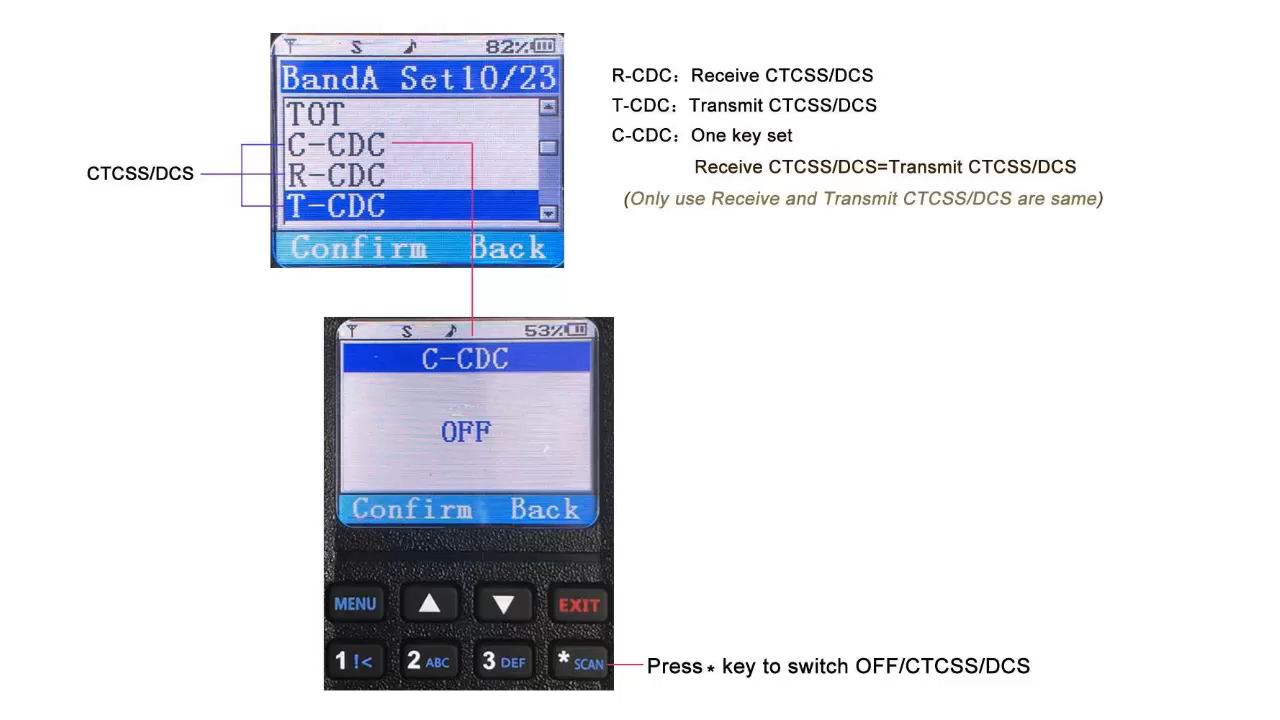 82%
BandA Set10/23
TOT
C-CDC
R-CDC
T-CDC
Confirm Back
CTCSS/DCS
R-CDC: Receive CTCSS/DCS
T-CDC: Transmit CTCSS/DCS
C-CDC: One key set
Receive CTCSS/DCS=Transmit CTCSS/DCS
(Only use Receive and Transmit CTCSS/DCS are same)
S 53%
C-CDC
OFF
Confirm Back
MENU ▲ ▼ EXIT
1 !< 2 ABC 3 DEF * SCAN
Press * key to switch OFF/CTCSS/DCS